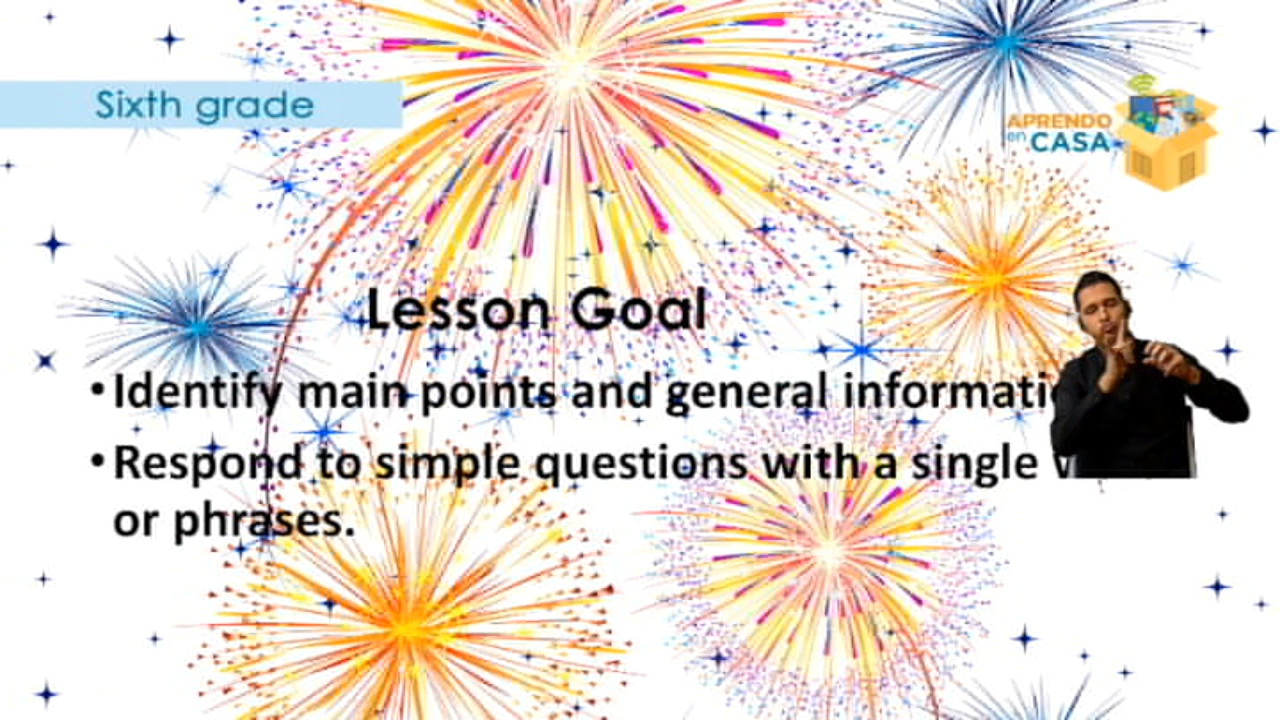 Sixth grade
APRENDO
en CASA
Lesson Goal
• Identify main points and general informati
• Respond to simple questions with a single
or phrases.